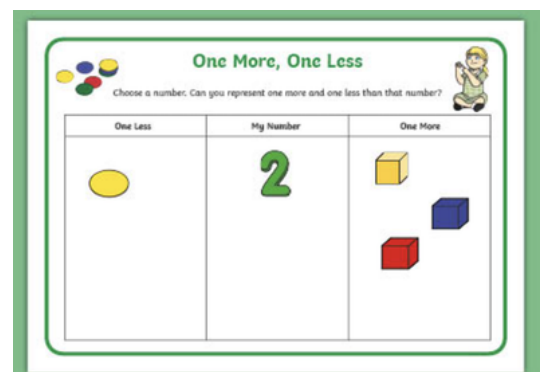 One More, One Less
Choose a number. Can you represent one more and one less than that number?
One Less
My Number
One More
2